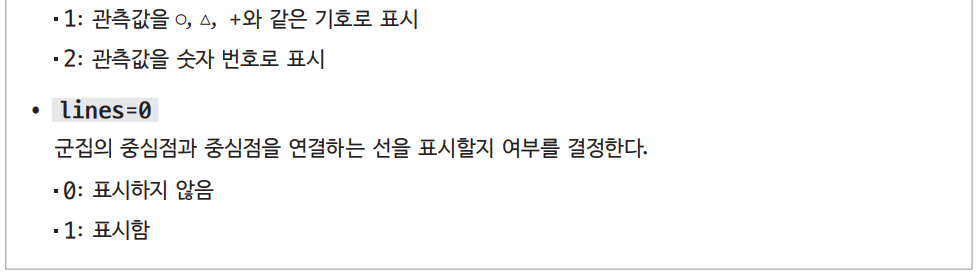 ▪ 1: 관측값을 ○, △, +와 같은 기호로 표시
▪ 2: 관측값을 숫자 번호로 표시
• lines=0
군집의 중심점과 중심점을 연결하는 선을 표시할지 여부를 결정한다.
▪ 0: 표시하지 않음
▪ 1: 표시함